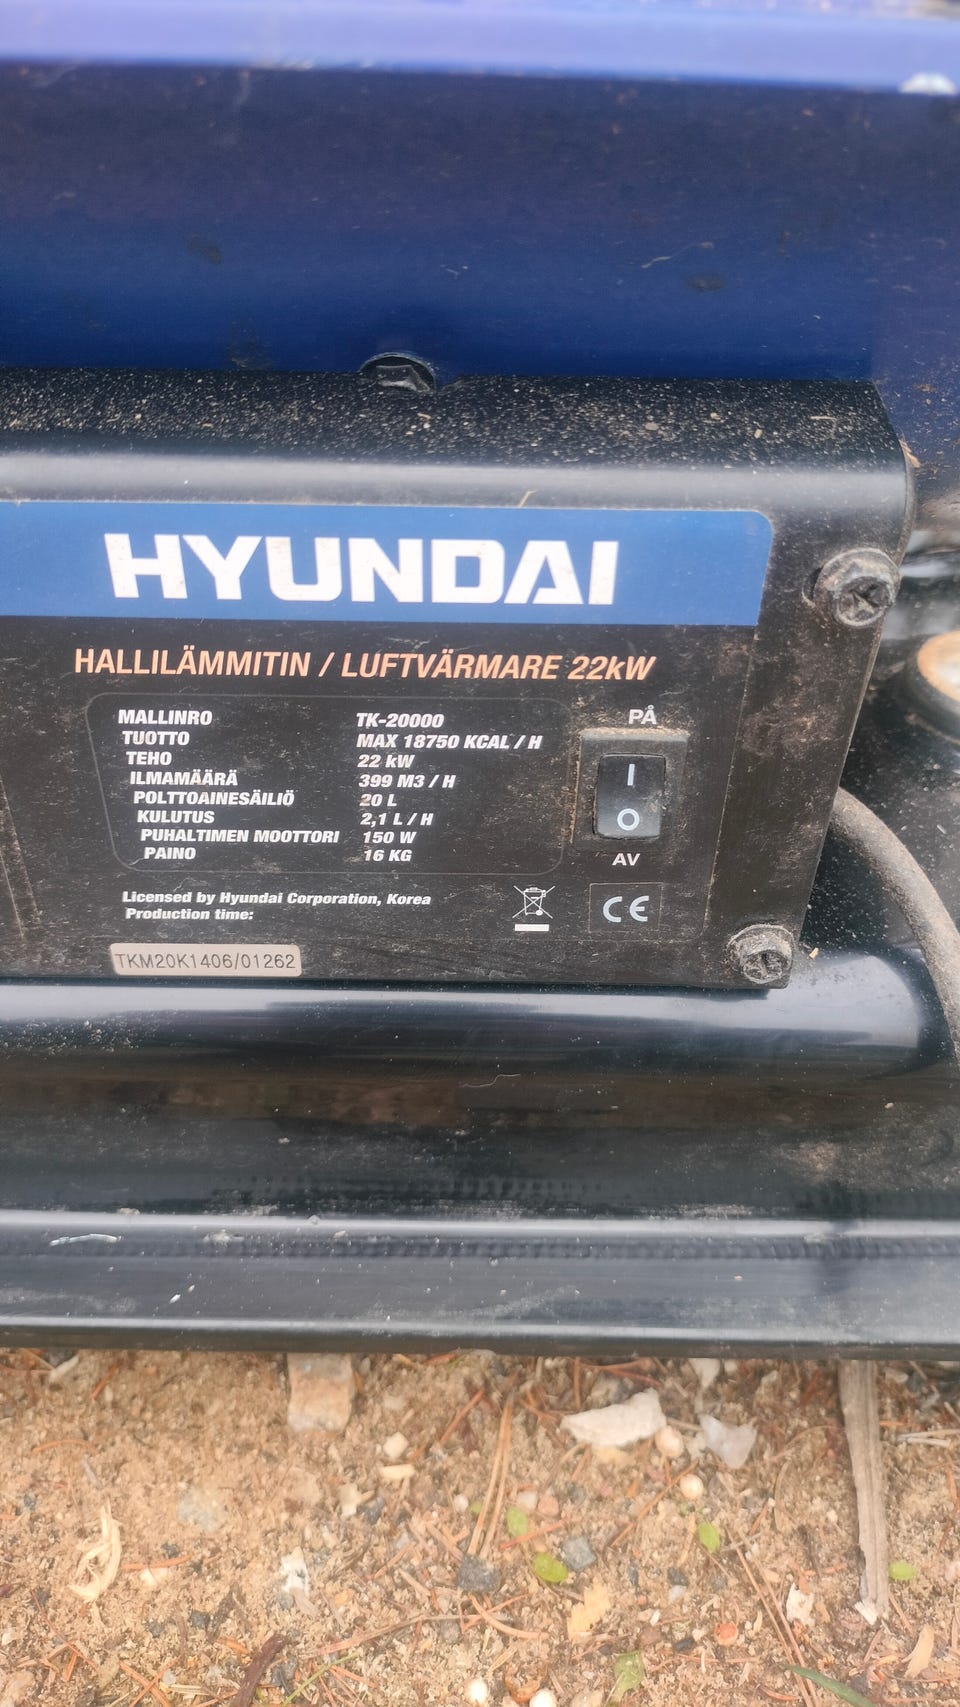 HYUNDAI
HALLILÄMMITIN / LUFTVÄRMARE 22kW
MALLINRO TK-20000
TUOTTO MAX 18750 KCAL / H
TEHO 22 kW
ILMAMÄÄRÄ 399 M3 / H
POLTTOAINESÄILIÖ 20 L
KULUTUS 2,1 L / H
PUHALTIMEN MOOTTORI 150 W
PAINO 16 KG
PÅ
I
O
AV
Licensed by Hyundai Corporation, Korea
Production time:
CE
TKM20K1406/01262